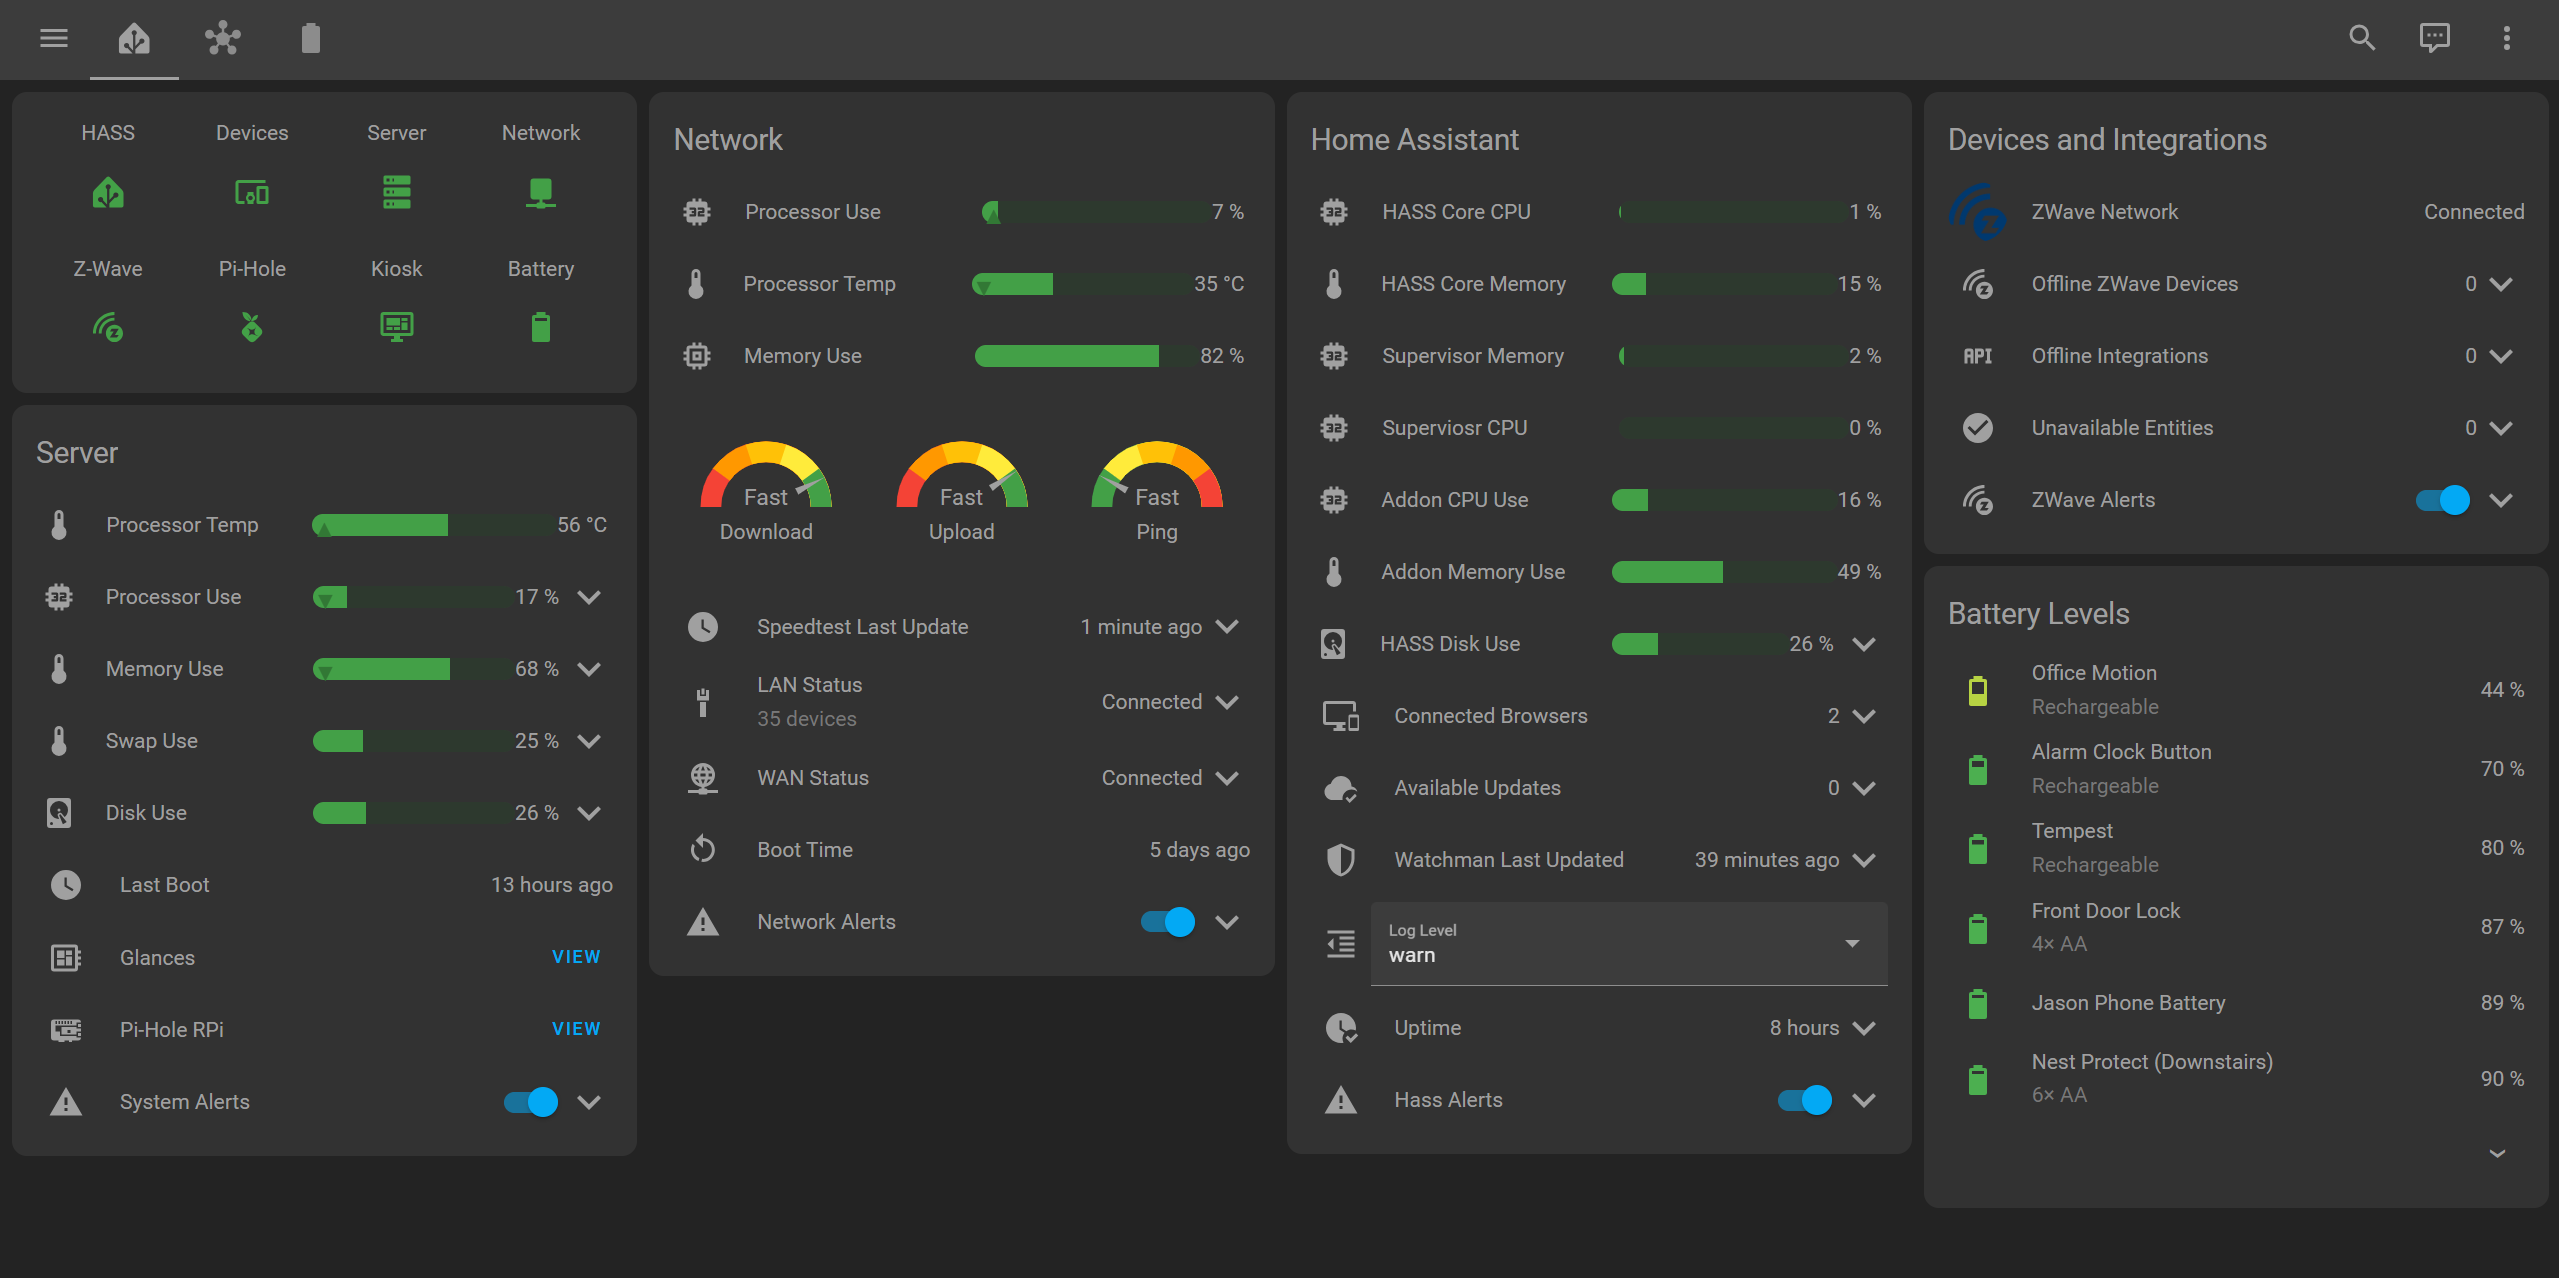 HASS Devices Server Network
Z-Wave Pi-Hole Kiosk Battery
Server
Processor Temp 56 °C
Processor Use 17 %
Memory Use 68 %
Swap Use 25 %
Disk Use 26 %
Last Boot 13 hours ago
Glances VIEW
Pi-Hole RPi VIEW
System Alerts
Network
Processor Use 7 %
Processor Temp 35 °C
Memory Use 82 %
Fast Fast Fast
Download Upload Ping
Speedtest Last Update 1 minute ago
LAN Status Connected
35 devices
WAN Status Connected
Boot Time 5 days ago
Network Alerts
Home Assistant
HASS Core CPU 1 %
HASS Core Memory 15 %
Supervisor Memory 2 %
Superviosr CPU 0 %
Addon CPU Use 16 %
Addon Memory Use 49 %
HASS Disk Use 26 %
Connected Browsers 2
Available Updates 0
Watchman Last Updated 39 minutes ago
Log Level
warn
Uptime 8 hours
Hass Alerts
Devices and Integrations
ZWave Network Connected
Offline ZWave Devices 0
API Offline Integrations 0
Unavailable Entities 0
ZWave Alerts
Battery Levels
Office Motion 44 %
Rechargeable
Alarm Clock Button 70 %
Rechargeable
Tempest 80 %
Rechargeable
Front Door Lock 87 %
4× AA
Jason Phone Battery 89 %
Nest Protect (Downstairs) 90 %
6× AA